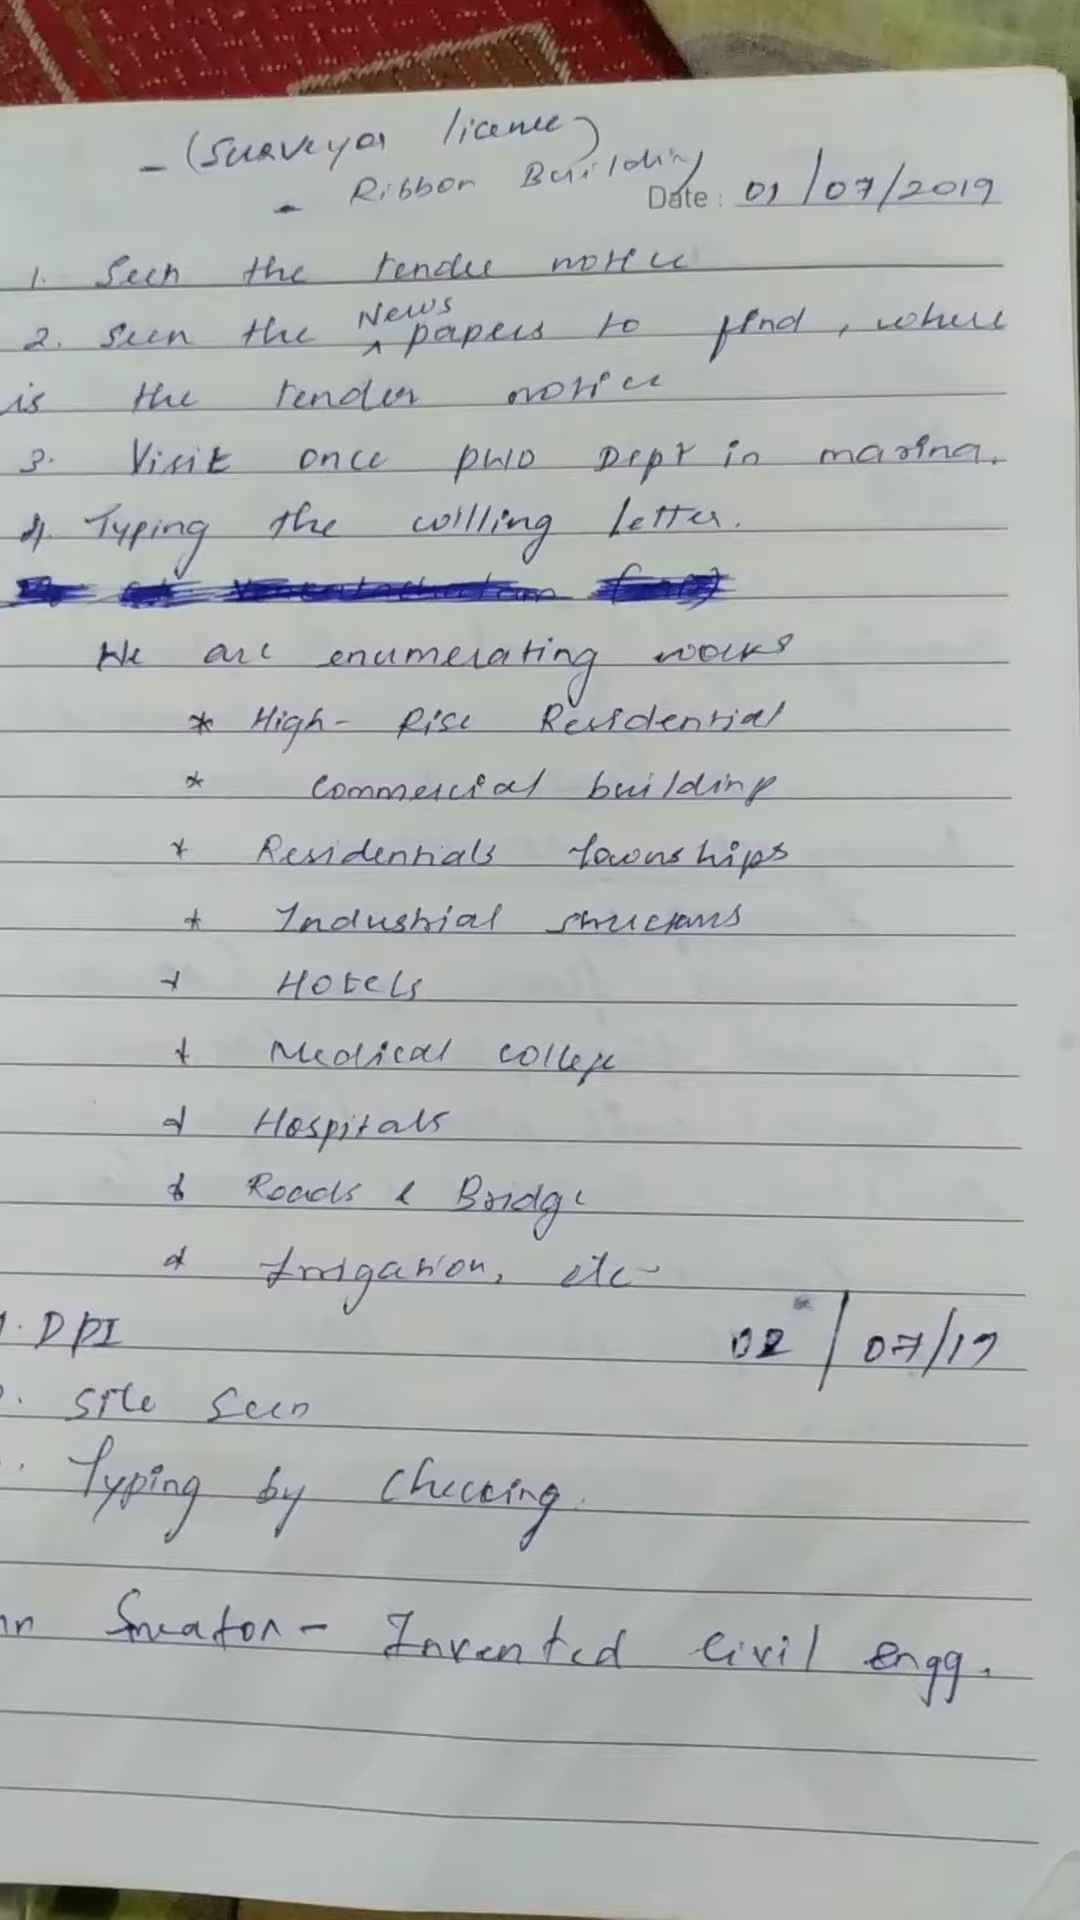 - (Surveyor licence)
- Ribbon Building
Date: 01/07/2019
1. Seen the tender notice
2. Seen the News papers to find, where
is the tender notice
3. Visit once PWD Dept in marina.
4. Typing the willing letter.
We are enumerating works
* High-Rise Residential
* Commercial building
* Residentials townships
* Industrial structures
* Hotels
* Medical college
* Hospitals
* Roads & Bridge
* Irrigation, etc
1. DPI 02/07/19
Site Seen
Typing by checking.
Smeaton - Invented Civil engg.